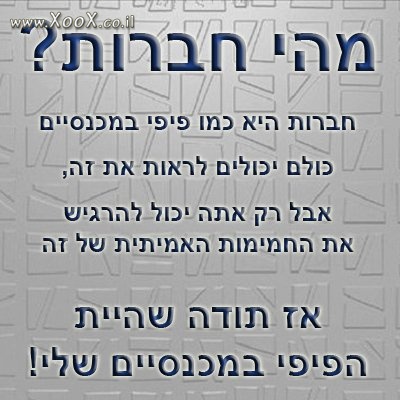 www.XooX.co.il
מהי חברות?
חברות היא כמו פיפי במכנסיים
כולם יכולים לראות את זה,
אבל רק אתה יכול להרגיש
את החמימות האמיתית של זה
אז תודה שהיית
הפיפי במכנסיים שלי!